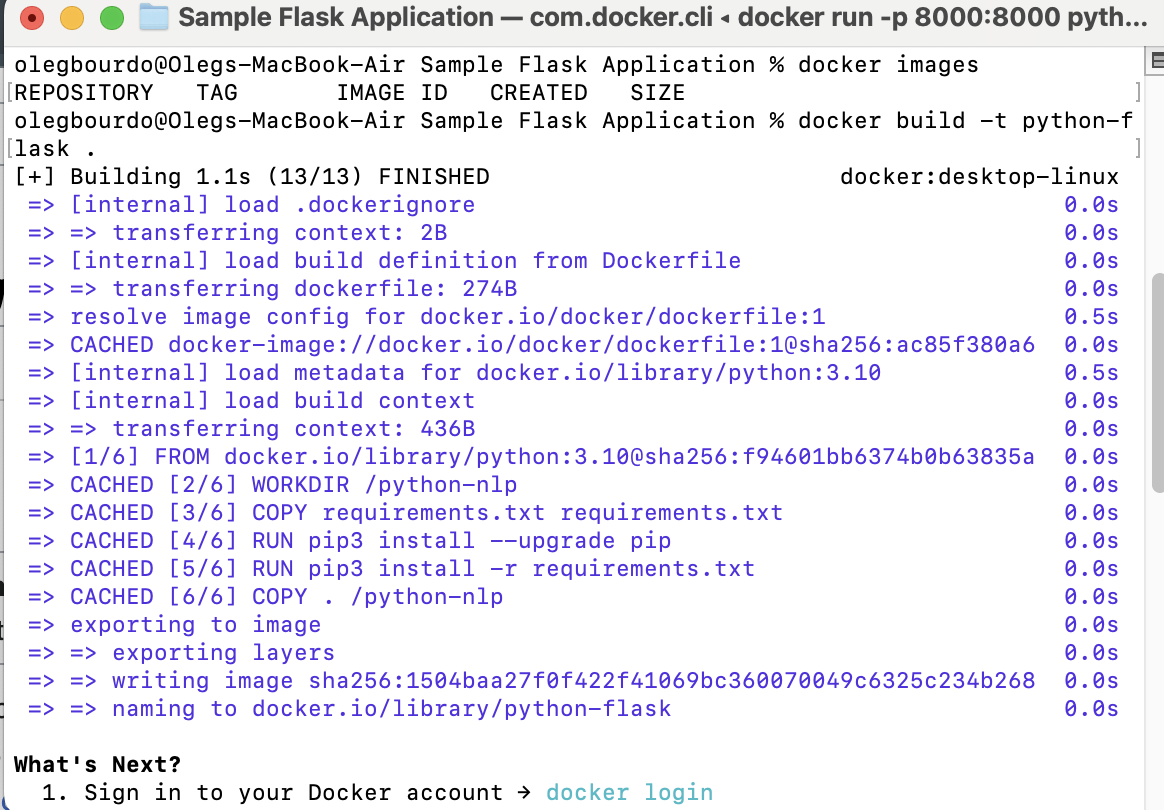 Sample Flask Application — com.docker.cli ◂ docker run -p 8000:8000 pyth...
olegbourdo@Olegs-MacBook-Air Sample Flask Application % docker images
[REPOSITORY   TAG       IMAGE ID   CREATED   SIZE ]
olegbourdo@Olegs-MacBook-Air Sample Flask Application % docker build -t python-f
[lask . ]
[+] Building 1.1s (13/13) FINISHED                         docker:desktop-linux
=> [internal] load .dockerignore                                          0.0s
=> => transferring context: 2B                                            0.0s
=> [internal] load build definition from Dockerfile                       0.0s
=> => transferring dockerfile: 274B                                       0.0s
=> resolve image config for docker.io/docker/dockerfile:1                 0.5s
=> CACHED docker-image://docker.io/docker/dockerfile:1@sha256:ac85f380a6  0.0s
=> [internal] load metadata for docker.io/library/python:3.10             0.5s
=> [internal] load build context                                          0.0s
=> => transferring context: 436B                                          0.0s
=> [1/6] FROM docker.io/library/python:3.10@sha256:f94601bb6374b0b63835a  0.0s
=> CACHED [2/6] WORKDIR /python-nlp                                       0.0s
=> CACHED [3/6] COPY requirements.txt requirements.txt                    0.0s
=> CACHED [4/6] RUN pip3 install --upgrade pip                            0.0s
=> CACHED [5/6] RUN pip3 install -r requirements.txt                      0.0s
=> CACHED [6/6] COPY . /python-nlp                                        0.0s
=> exporting to image                                                     0.0s
=> => exporting layers                                                    0.0s
=> => writing image sha256:1504baa27f0f422f41069bc360070049c6325c234b268  0.0s
=> => naming to docker.io/library/python-flask                            0.0s
What's Next?
1. Sign in to your Docker account → docker login